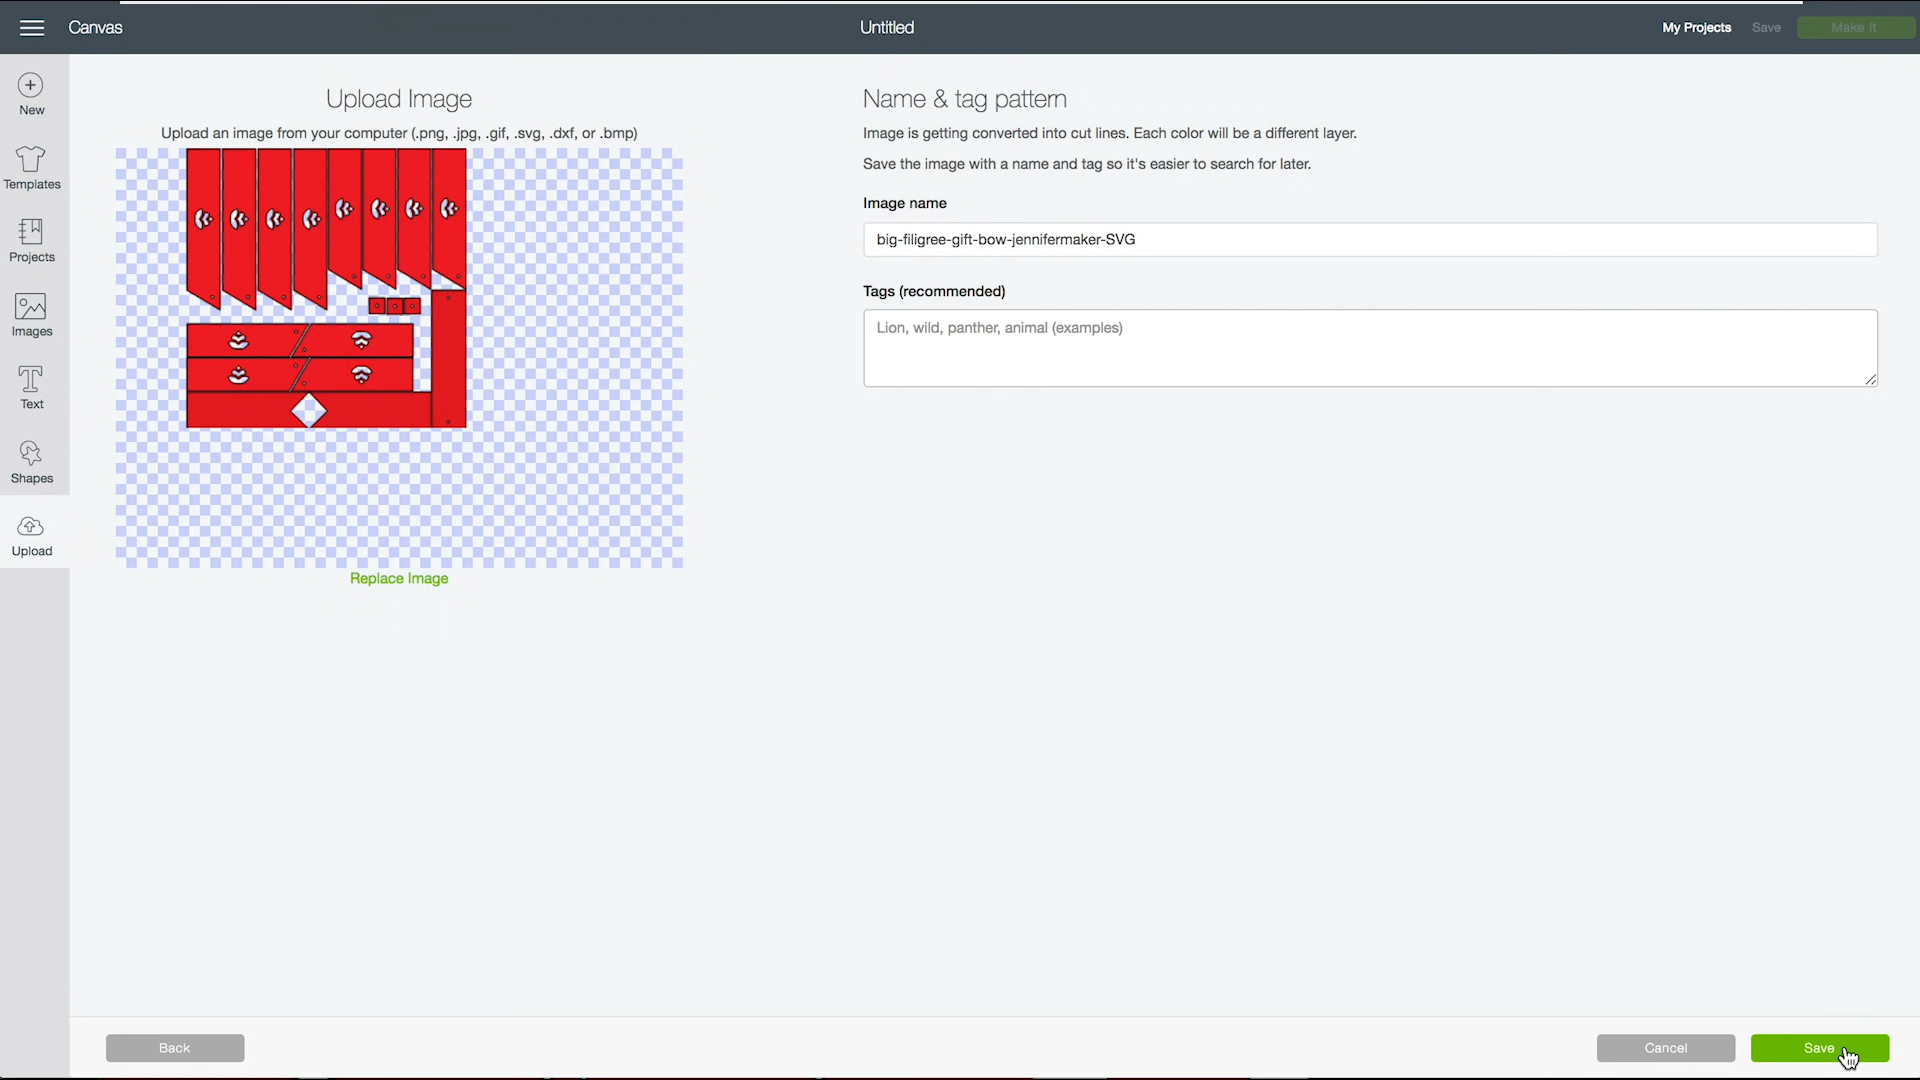 Canvas
Untitled
My Projects
Save
Make It
New
Templates
Projects
Images
Text
Shapes
Upload
Upload Image
Upload an image from your computer (.png, .jpg, .gif, .svg, .dxf, or .bmp)
Replace Image
Name & tag pattern
Image is getting converted into cut lines. Each color will be a different layer.
Save the image with a name and tag so it's easier to search for later.
Image name
big-filigree-gift-bow-jennifermaker-SVG
Tags (recommended)
Lion, wild, panther, animal (examples)
Back
Cancel
Save